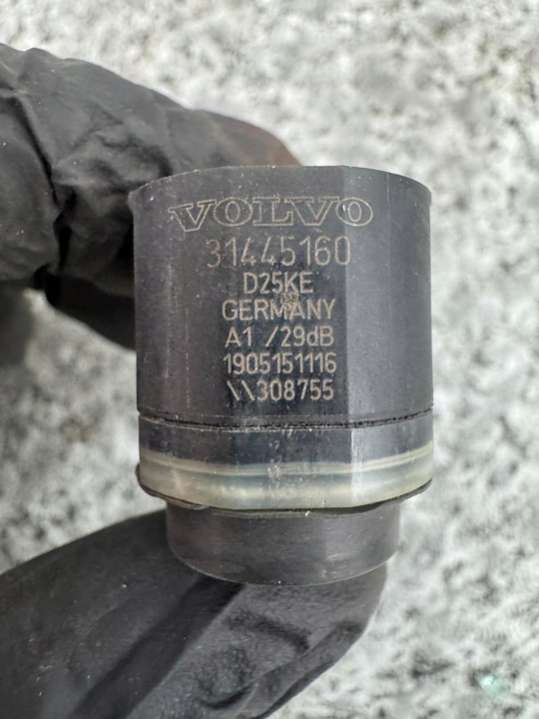 VOLVO
31445160
D25KE
GERMANY
A1 /29dB
1905151116
\\308755